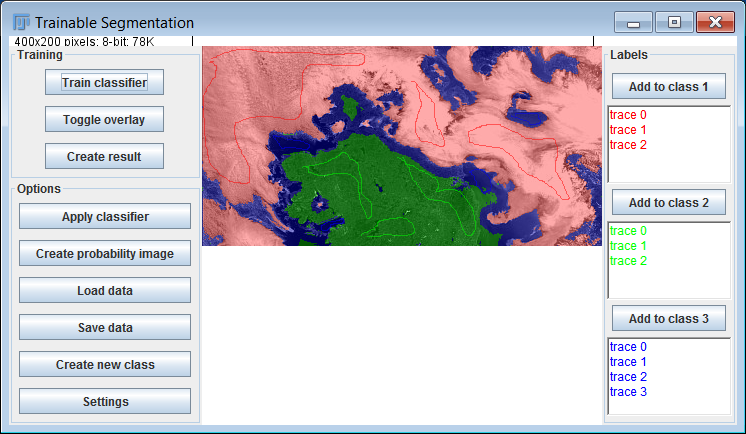 Trainable Segmentation
400x200 pixels; 8-bit; 78K
Training
Train classifier
Toggle overlay
Create result
Options
Apply classifier
Create probability image
Load data
Save data
Create new class
Settings
Labels
Add to class 1
trace 0
trace 1
trace 2
Add to class 2
trace 0
trace 1
trace 2
Add to class 3
trace 0
trace 1
trace 2
trace 3